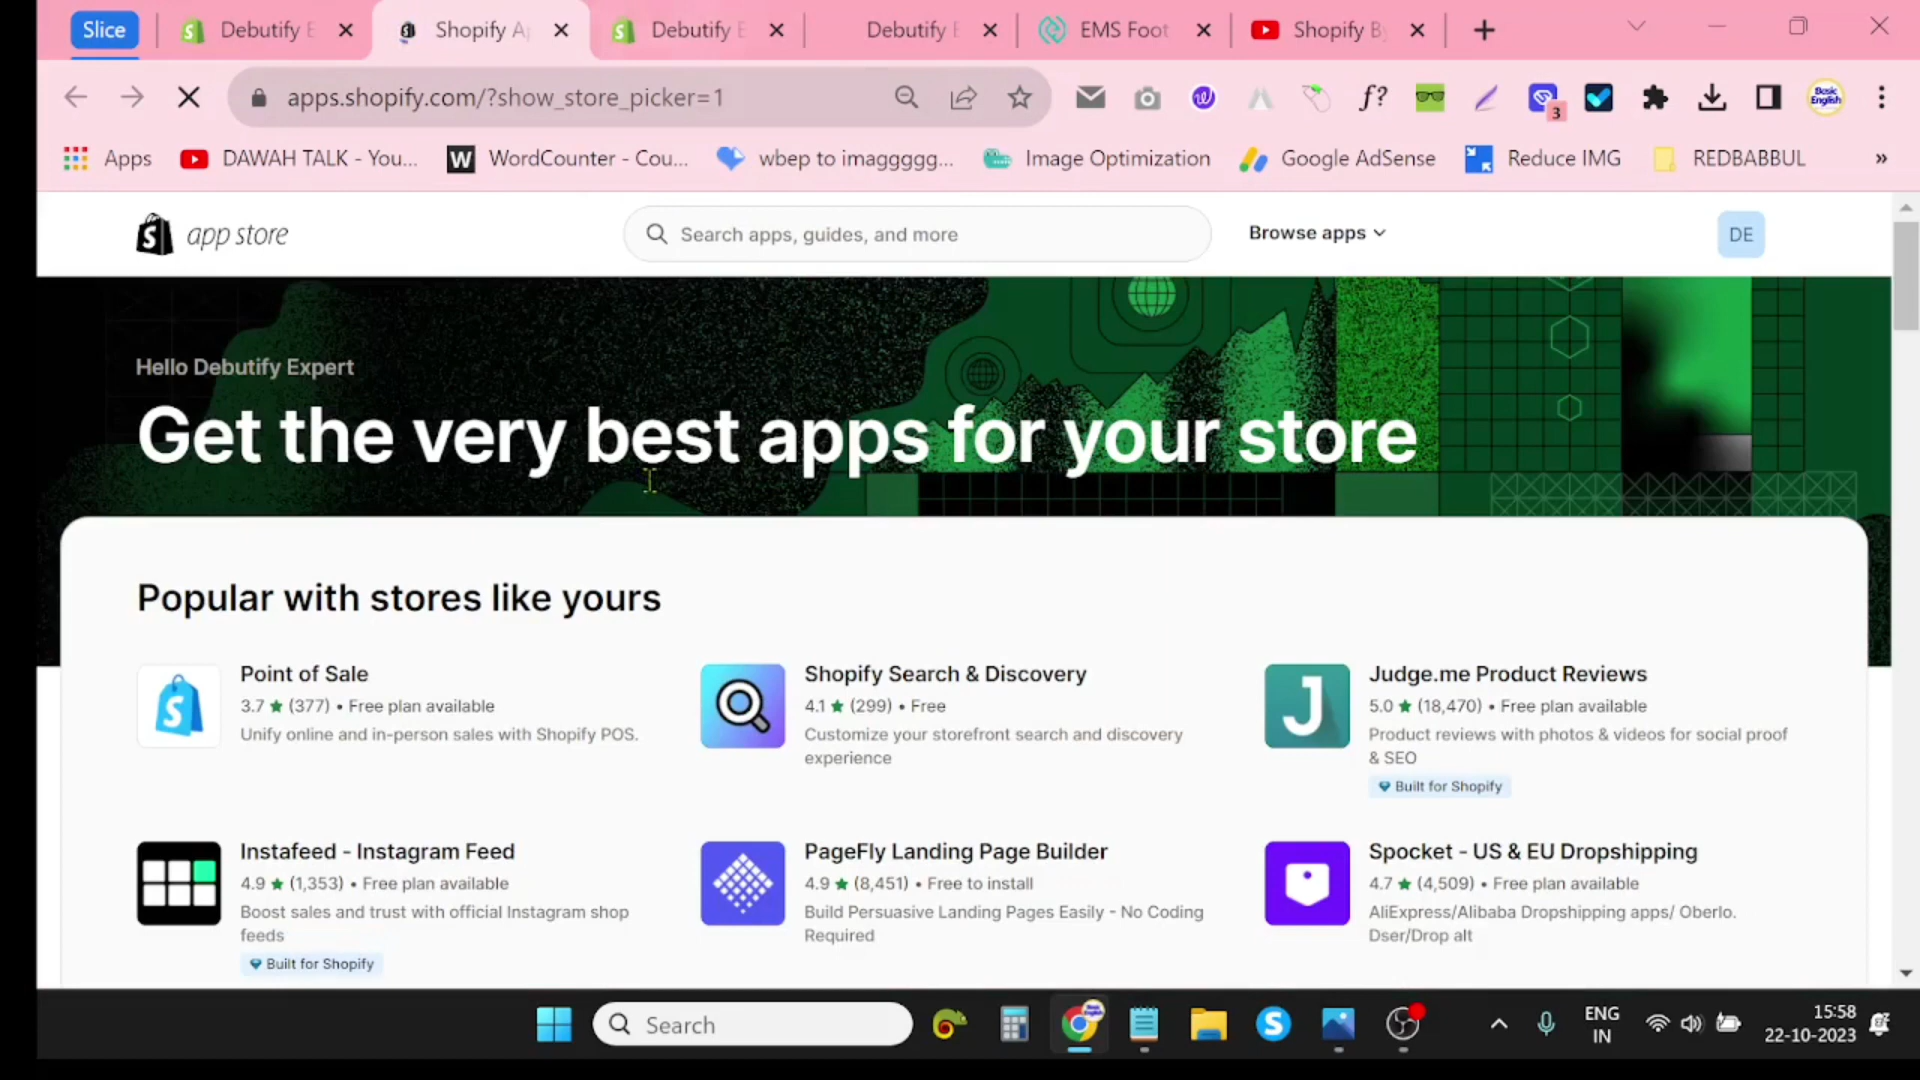 Slice
Debutify E
Shopify A
Debutify E
Debutify E
EMS Foot
Shopify B
apps.shopify.com/?show_store_picker=1
f?
3
Basic English
Apps
DAWAH TALK - You...
W
WordCounter - Cou...
wbep to imaggggg...
Image Optimization
Google AdSense
Reduce IMG
REDBABBUL
»
app store
Search apps, guides, and more
Browse apps
DE
Hello Debutify Expert
Get the very best apps for your store
Popular with stores like yours
Point of Sale
3.7 ★ (377) • Free plan available
Unify online and in-person sales with Shopify POS.
Shopify Search & Discovery
4.1 ★ (299) • Free
Customize your storefront search and discovery
experience
J
Judge.me Product Reviews
5.0 ★ (18,470) • Free plan available
Product reviews with photos & videos for social proof
& SEO
Built for Shopify
Instafeed - Instagram Feed
4.9 ★ (1,353) • Free plan available
Boost sales and trust with official Instagram shop
feeds
Built for Shopify
PageFly Landing Page Builder
4.9 ★ (8,451) • Free to install
Build Persuasive Landing Pages Easily - No Coding
Required
Spocket - US & EU Dropshipping
4.7 ★ (4,509) • Free plan available
AliExpress/Alibaba Dropshipping apps/ Oberlo.
Dser/Drop alt
Search
S
ENG
IN
15:58
22-10-2023